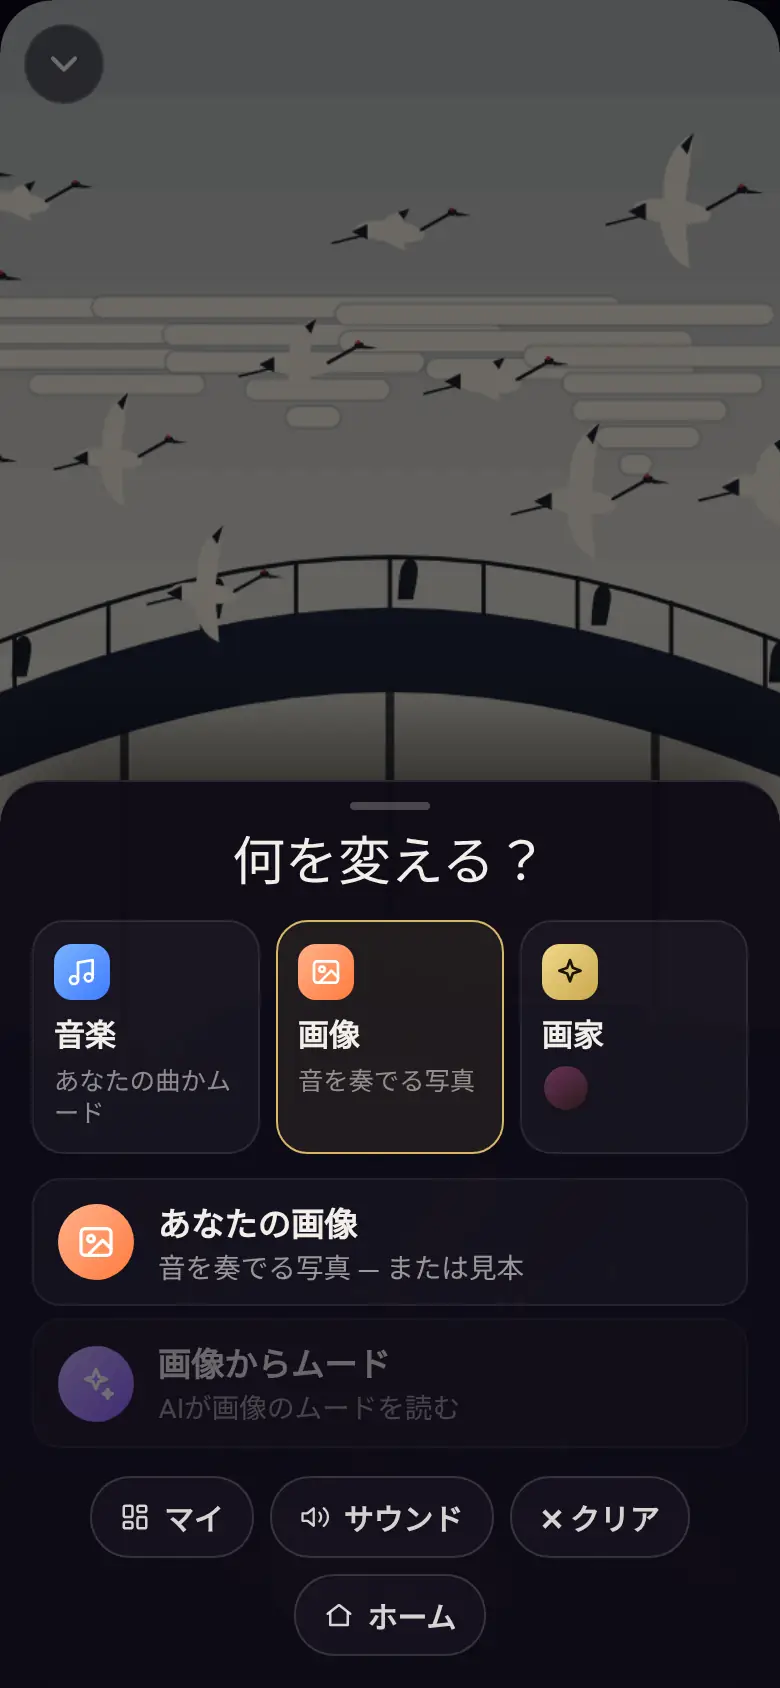 何を変える？
音楽
あなたの曲かム
ード
画像
音を奏でる写真
画家
あなたの画像
音を奏でる写真 — または見本
画像からムード
AIが画像のムードを読む
マイ
サウンド
✕ クリア
ホーム